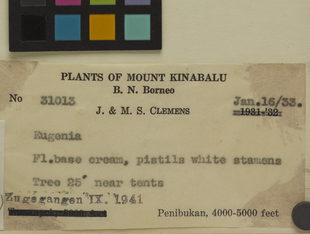 PLANTS OF MOUNT KINABALU
B. N. Borneo
No 31013 Jan.16/33.
J. & M. S. CLEMENS 1931-'32
Eugenia
Fl.base cream, pistils white stamens
Tree 25' near tents
Zugegangen IX. 1941
Penibukan, 4000-5000 feet